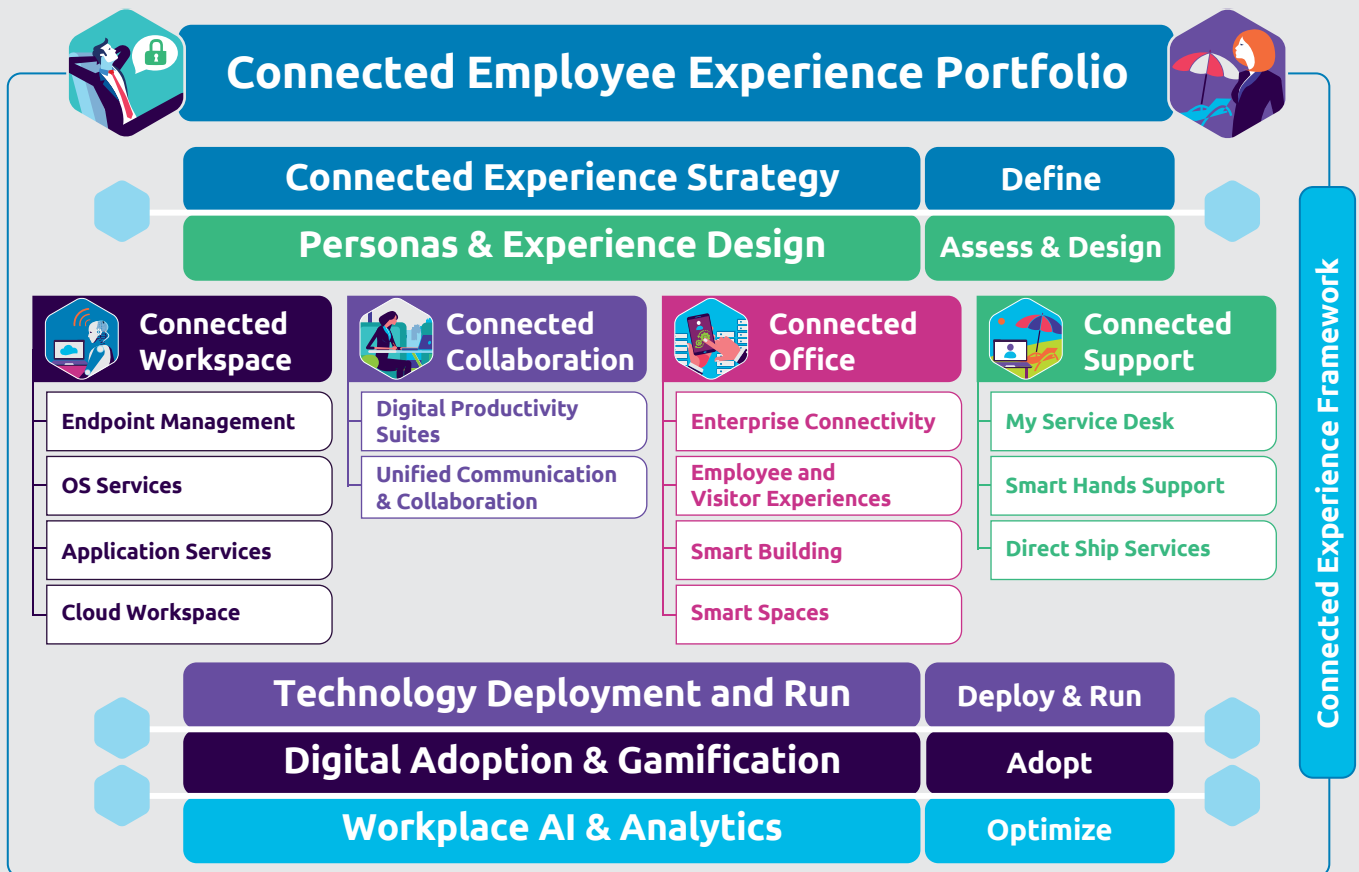 Connected Employee Experience Portfolio
Connected Experience Strategy
Define
Personas & Experience Design
Assess & Design
Connected
Workspace
Endpoint Management
OS Services
Application Services
Cloud Workspace
Connected
Collaboration
Digital Productivity
Suites
Unified Communication
& Collaboration
Connected
Office
Enterprise Connectivity
Employee and
Visitor Experiences
Smart Building
Smart Spaces
Connected
Support
My Service Desk
Smart Hands Support
Direct Ship Services
Technology Deployment and Run
Deploy & Run
Digital Adoption & Gamification
Adopt
Workplace AI & Analytics
Optimize
Connected Experience Framework